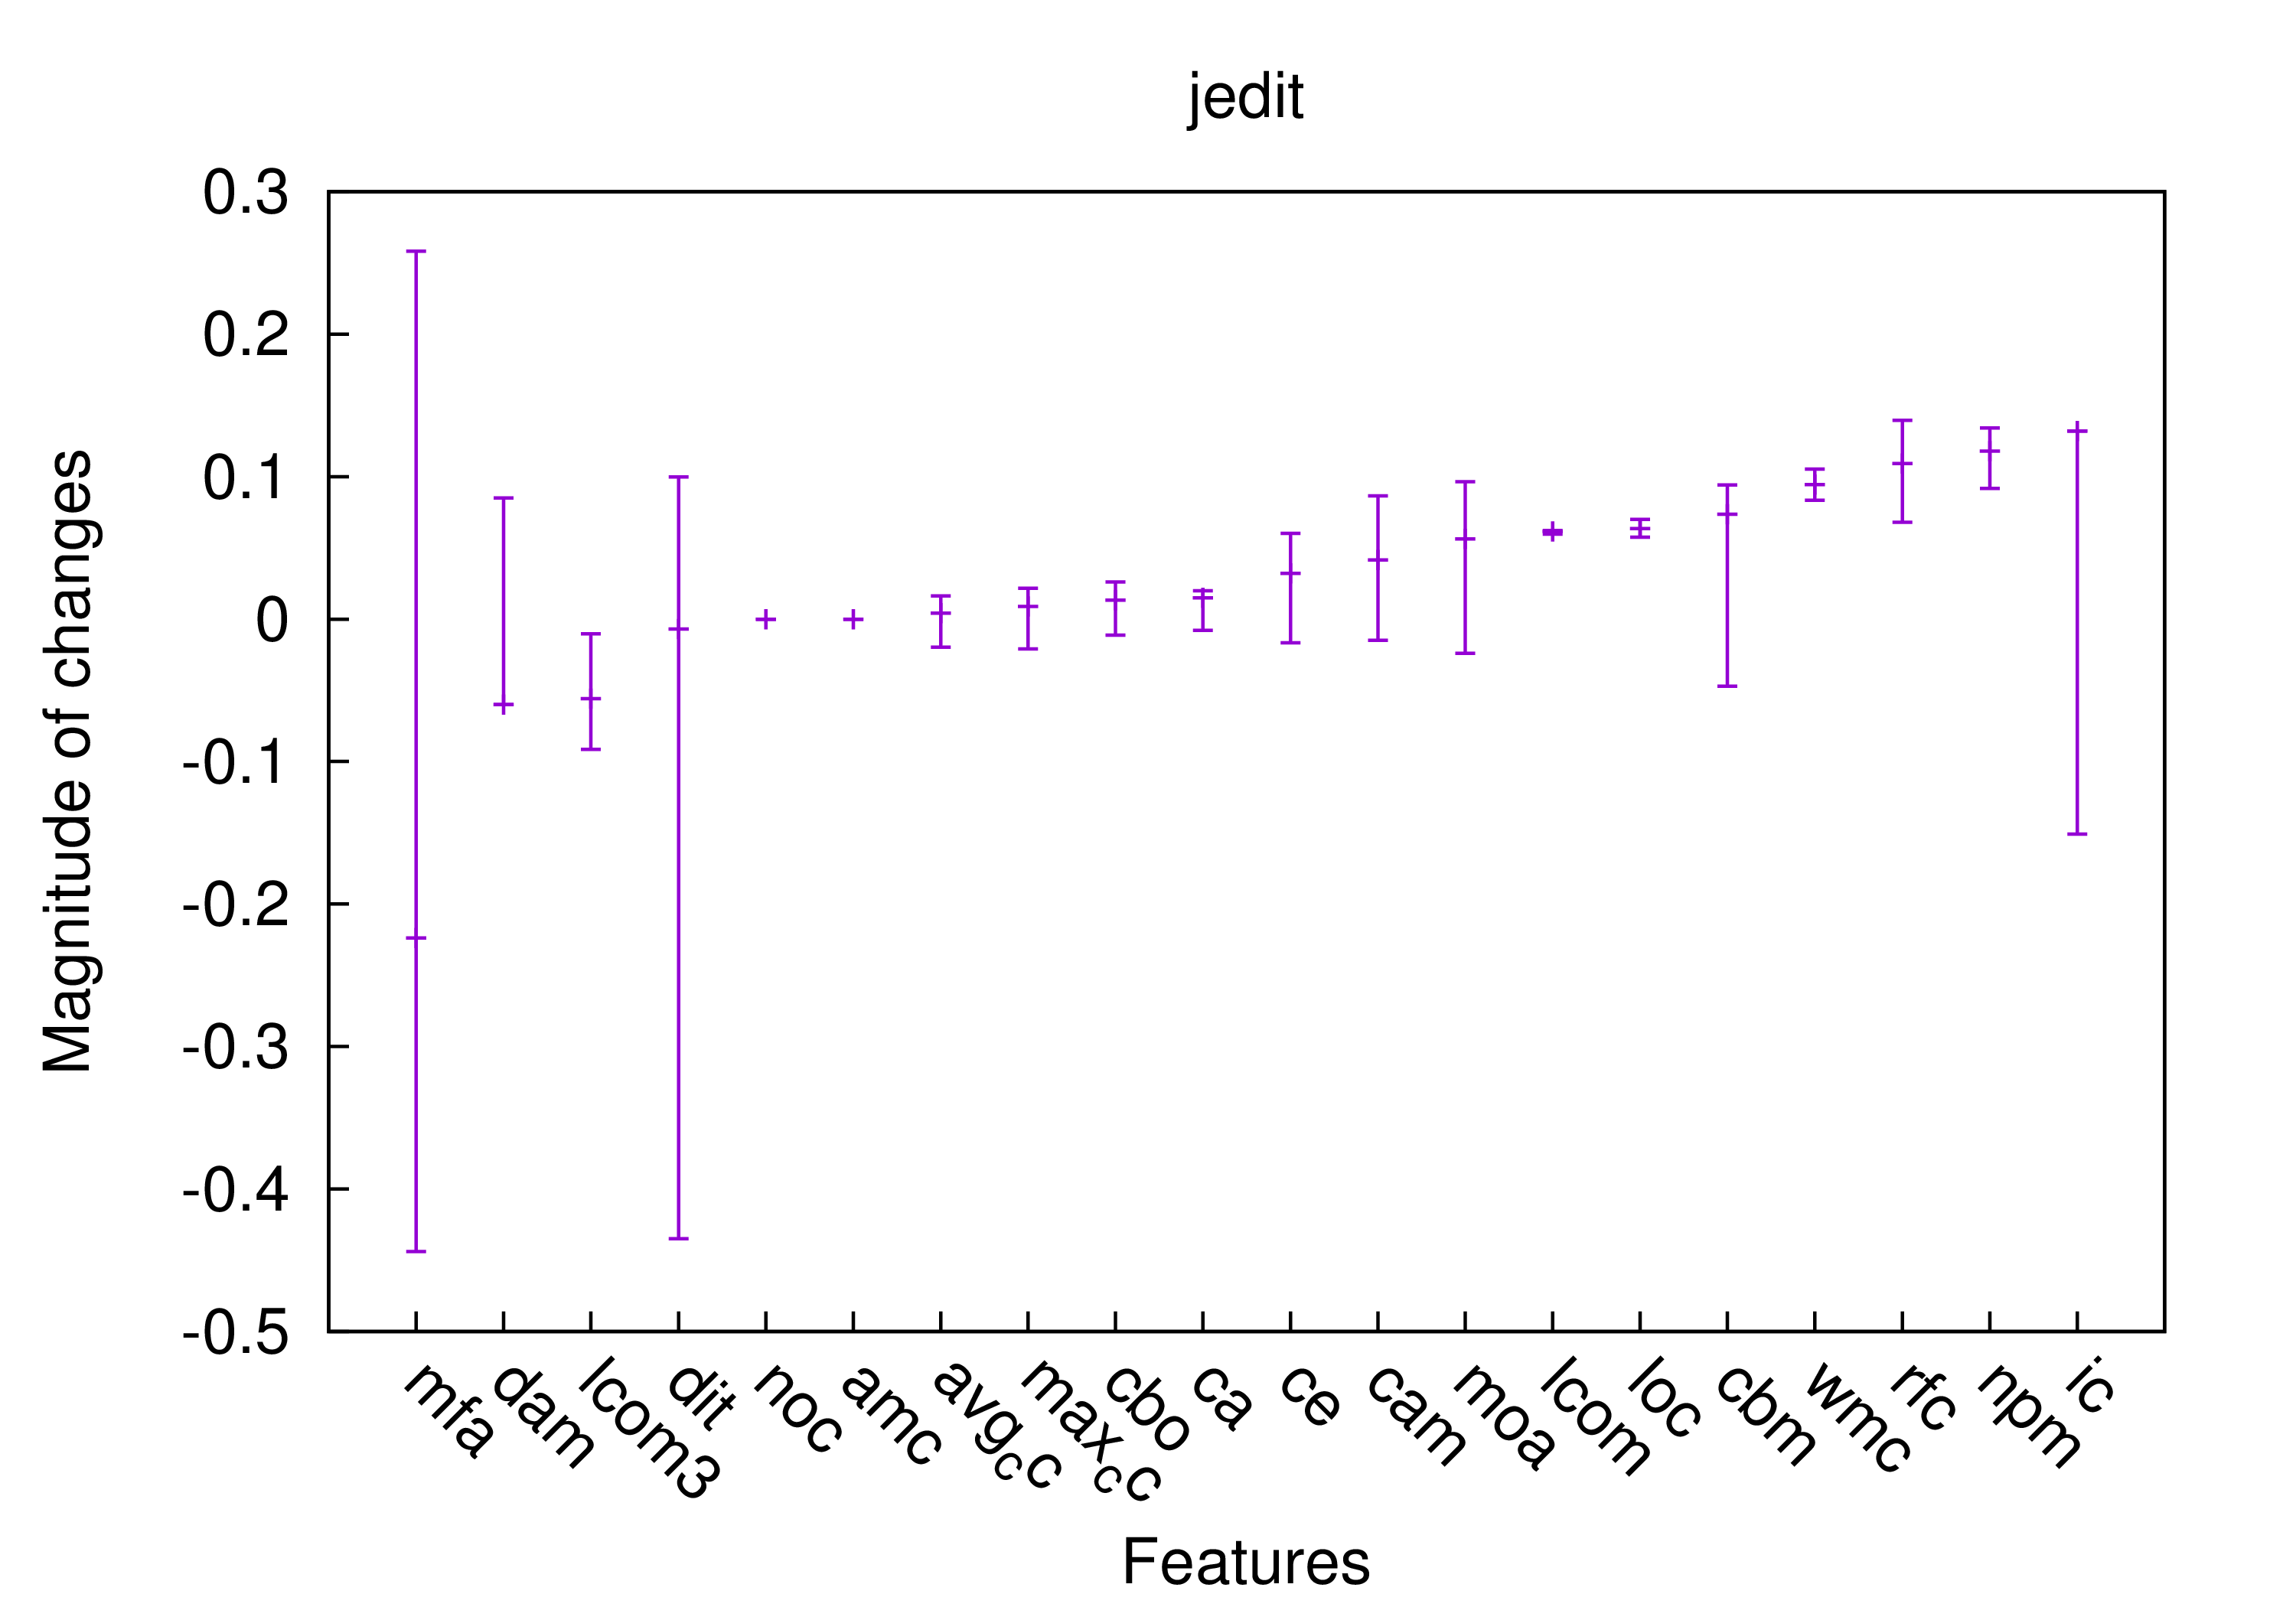 jedit
0.3
0.2
0.1
0
-0.1
-0.2
-0.3
-0.4
-0.5
Magnitude of changes
mfa
dam
lcom3
dit
noc
amc
avgcc
maxcc
cbo
ca
ce
cam
moa
lcom
loc
cbm
wmc
rfc
npm
ic
Features